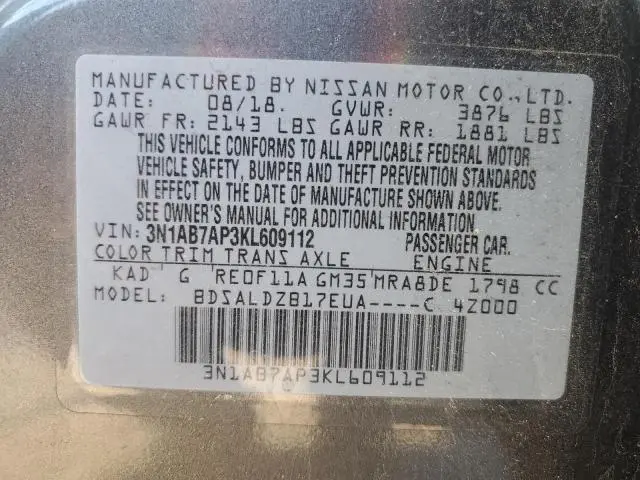 MANUFACTURED BY NISSAN MOTOR CO., LTD.
DATE: 08/18. GVWR: 3876 LBS
GAWR FR: 2143 LBS GAWR RR: 1881 LBS
THIS VEHICLE CONFORMS TO ALL APPLICABLE FEDERAL MOTOR
VEHICLE SAFETY, BUMPER AND THEFT PREVENTION STANDARDS
IN EFFECT ON THE DATE OF MANUFACTURE SHOWN ABOVE.
SEE OWNER'S MANUAL FOR ADDITIONAL INFORMATION
VIN: 3N1AB7AP3KL609112 PASSENGER CAR.
COLOR TRIM TRANS AXLE ENGINE
KAD G RE0F11A GM35 MRA8DE 1798 CC
MODEL: BDSALDZB17EUA----C 4Z000
3N1AB7AP3KL609112